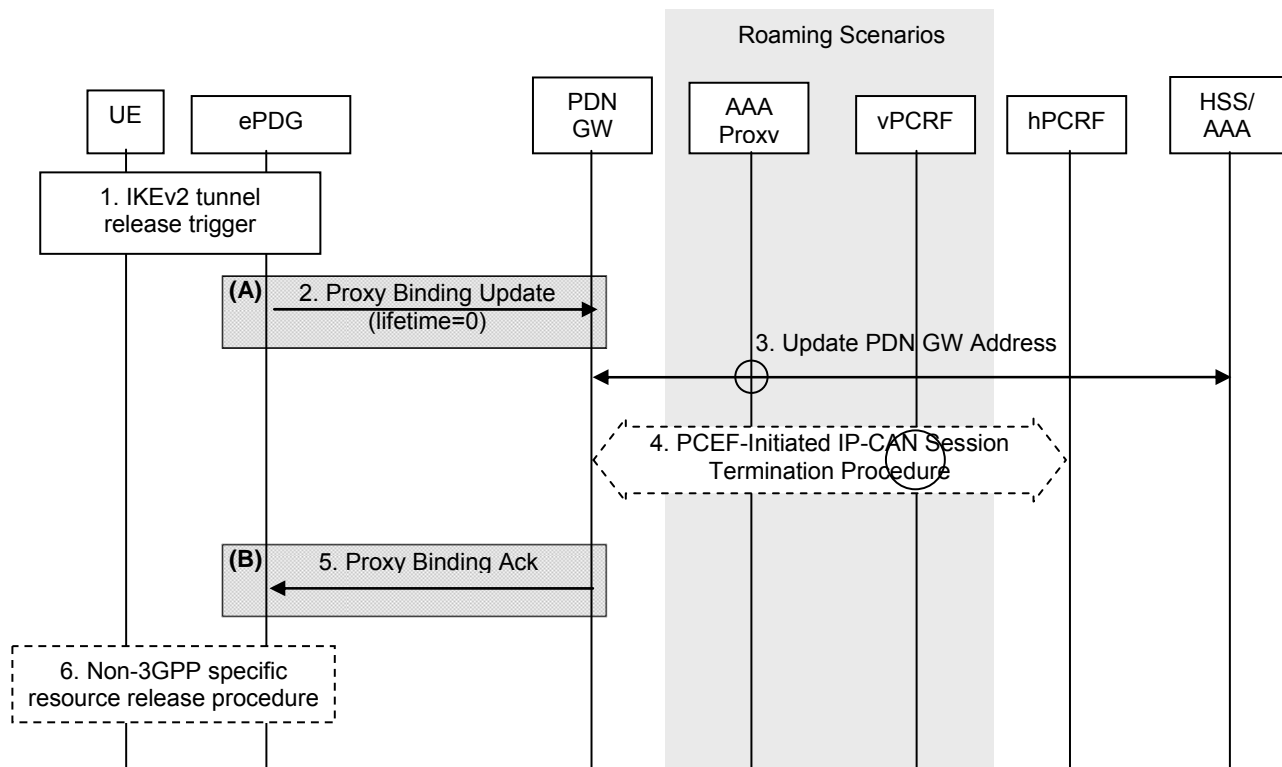 Roaming Scenarios
UE
ePDG
PDN
GW
AAA
Proxy
vPCRF
hPCRF
HSS/
AAA
1. IKEv2 tunnel
release trigger
(A)
2. Proxy Binding Update
(lifetime=0)
3. Update PDN GW Address
4. PCEF-Initiated IP-CAN Session
Termination Procedure
(B)
5. Proxy Binding Ack
6. Non-3GPP specific
resource release procedure